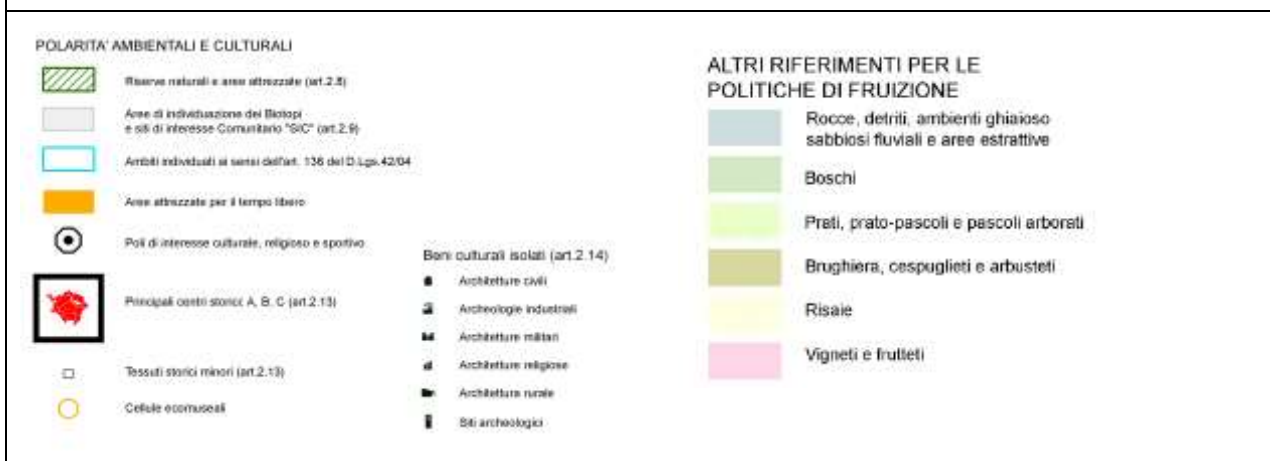 POLARITA' AMBIENTALI E CULTURALI
Riserve naturali e aree attrezzate (art.2.8)
Aree di individuazione dei Biotopi
e siti di interesse Comunitario "SIC" (art.2.9)
Ambiti individuati ai sensi dell'art. 136 del D.Lgs.42/04
Aree attrezzate per il tempo libero
Poli di interesse culturale, religioso e sportivo
Principali centri storici: A, B, C (art.2.13)
Tessuti storici minori (art.2.13)
Cellule ecomuseali
Beni culturali isolati (art.2.14)
Architetture civili
Archeologie industriali
Architetture militari
Architetture religiose
Architettura rurale
Siti archeologici
ALTRI RIFERIMENTI PER LE
POLITICHE DI FRUIZIONE
Rocce, detriti, ambienti ghiaioso
sabbiosi fluviali e aree estrattive
Boschi
Prati, prato-pascoli e pascoli arborati
Brughiera, cespuglieti e arbusteti
Risaie
Vigneti e frutteti